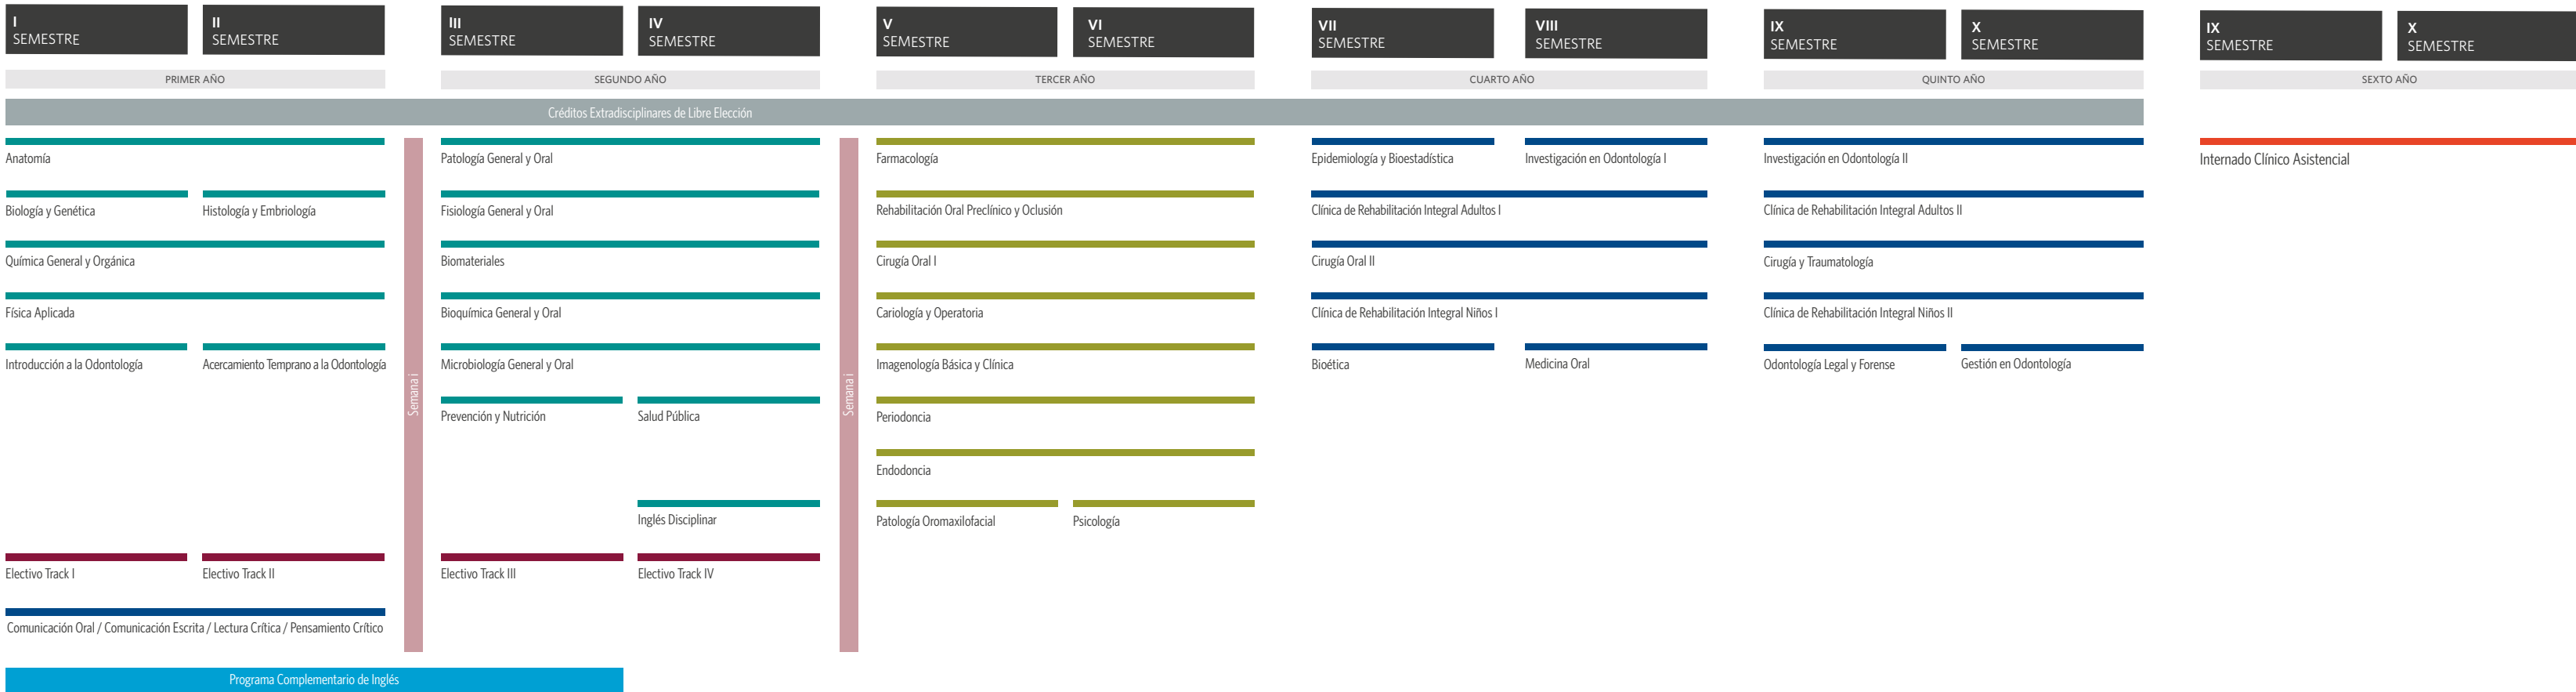 I
SEMESTRE
II
SEMESTRE
III
SEMESTRE
IV
SEMESTRE
V
SEMESTRE
VI
SEMESTRE
VII
SEMESTRE
VIII
SEMESTRE
IX
SEMESTRE
X
SEMESTRE
IX
SEMESTRE
X
SEMESTRE
PRIMER AÑO
SEGUNDO AÑO
TERCER AÑO
CUARTO AÑO
QUINTO AÑO
SEXTO AÑO
Créditos Extradisciplinares de Libre Elección
Anatomía
Biología y Genética
Histología y Embriología
Química General y Orgánica
Física Aplicada
Introducción a la Odontología
Acercamiento Temprano a la Odontología
Electivo Track I
Electivo Track II
Comunicación Oral / Comunicación Escrita / Lectura Crítica / Pensamiento Crítico
Programa Complementario de Inglés
Semana i
Patología General y Oral
Fisiología General y Oral
Biomateriales
Bioquímica General y Oral
Microbiología General y Oral
Prevención y Nutrición
Salud Pública
Inglés Disciplinar
Electivo Track III
Electivo Track IV
Semana i
Farmacología
Rehabilitación Oral Preclínico y Oclusión
Cirugía Oral I
Cariología y Operatoria
Imagenología Básica y Clínica
Periodoncia
Endodoncia
Patología Oromaxilofacial
Psicología
Epidemiología y Bioestadística
Investigación en Odontología I
Clínica de Rehabilitación Integral Adultos I
Cirugía Oral II
Clínica de Rehabilitación Integral Niños I
Bioética
Medicina Oral
Investigación en Odontología II
Clínica de Rehabilitación Integral Adultos II
Cirugía y Traumatología
Clínica de Rehabilitación Integral Niños II
Odontología Legal y Forense
Gestión en Odontología
Internado Clínico Asistencial